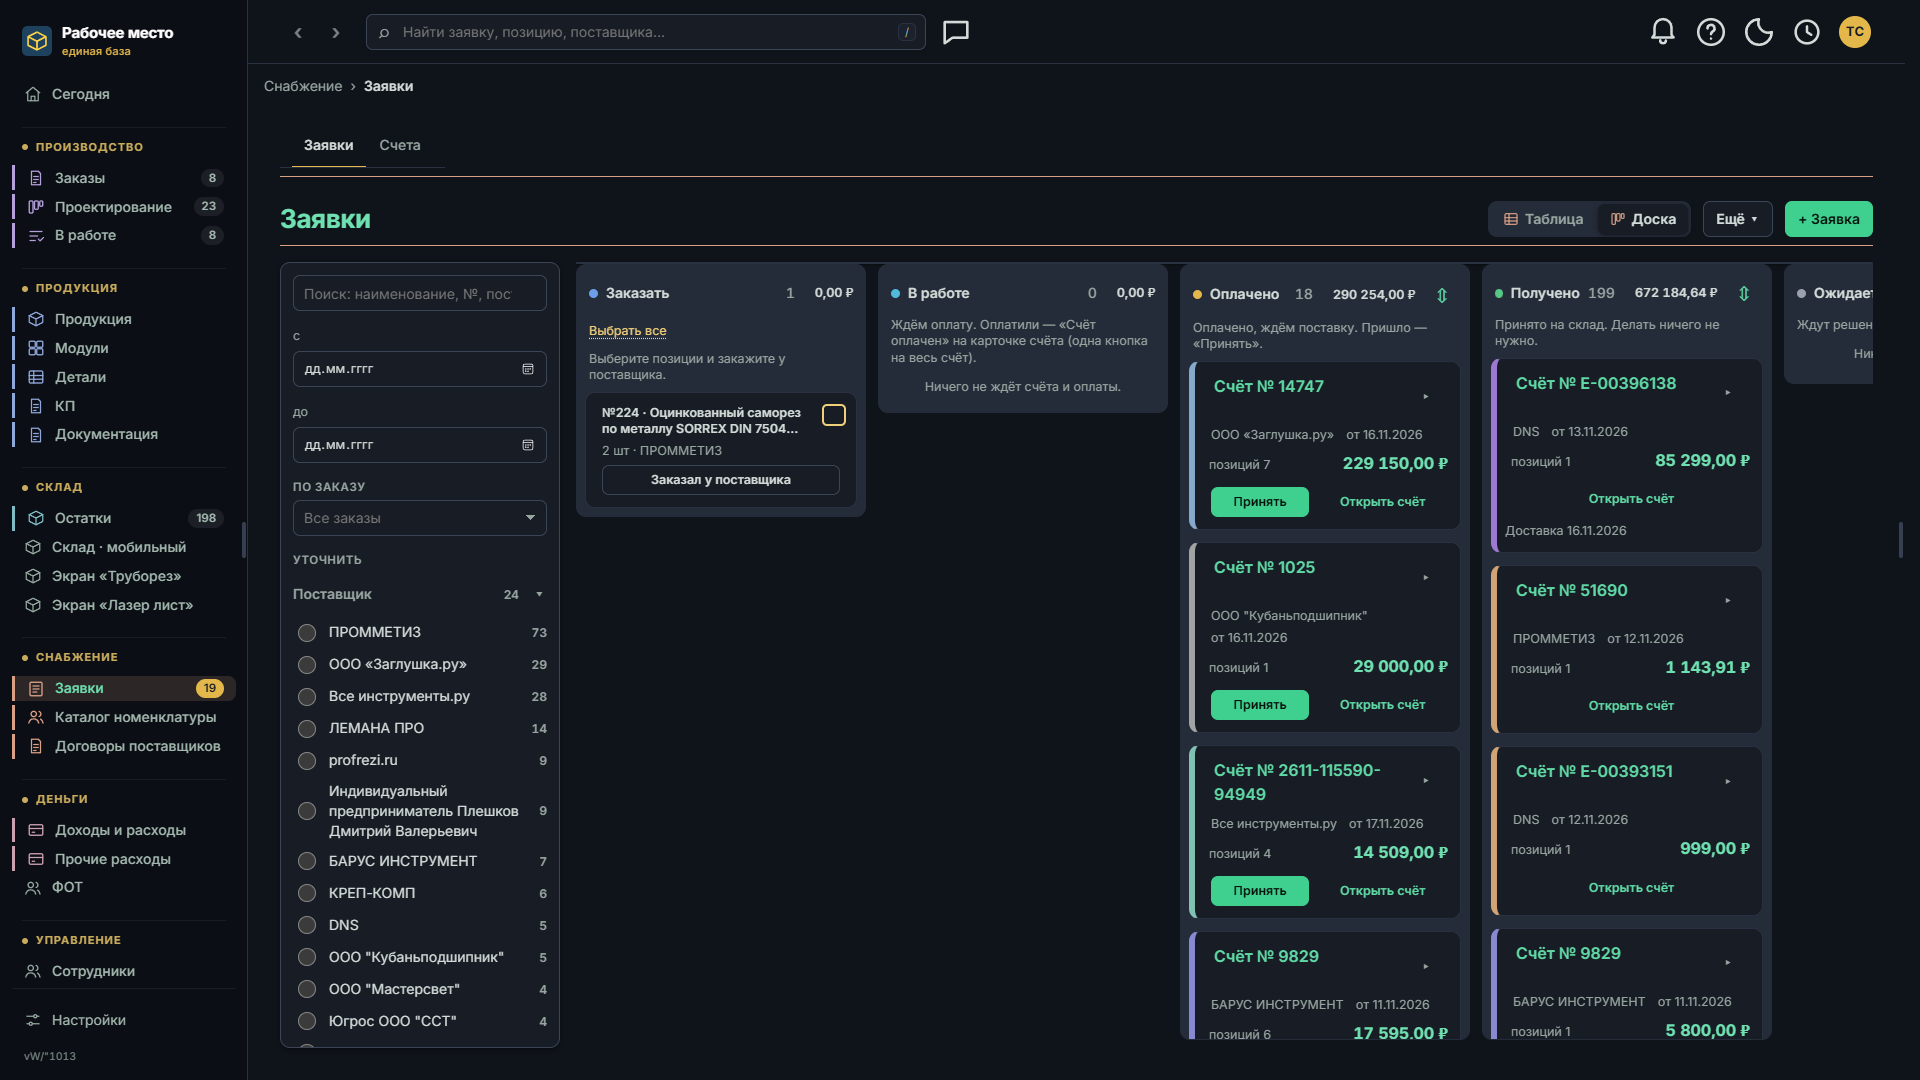 Рабочее место
единая база
Сегодня
ПРОИЗВОДСТВО
Заказы 8
Проектирование 23
В работе 8
ПРОДУКЦИЯ
Продукция
Модули
Детали
КП
Документация
СКЛАД
Остатки 198
Склад · мобильный
Экран «Труборез»
Экран «Лазер лист»
СНАБЖЕНИЕ
Заявки 19
Каталог номенклатуры
Договоры поставщиков
ДЕНЬГИ
Доходы и расходы
Прочие расходы
ФОТ
УПРАВЛЕНИЕ
Сотрудники
Настройки
vW/"1013
Найти заявку, позицию, поставщика... /
ТС
Снабжение › Заявки
Заявки Счета
Заявки
Таблица Доска Ещё ▾ + Заявка
Поиск: наименование, №, пос
с
дд.мм.гггг
до
дд.мм.гггг
ПО ЗАКАЗУ
Все заказы
УТОЧНИТЬ
Поставщик 24 ▾
ПРОММЕТИЗ 73
ООО «Заглушка.ру» 29
Все инструменты.ру 28
ЛЕМАНА ПРО 14
profrezi.ru 9
Индивидуальный
предприниматель Плешков 9
Дмитрий Валерьевич
БАРУС ИНСТРУМЕНТ 7
КРЕП-КОМП 6
DNS 5
ООО "Кубаньподшипник" 5
ООО "Мастерсвет" 4
Югрос ООО "ССТ" 4
Заказать 1 0,00 ₽
Выбрать все
Выберите позиции и закажите у
поставщика.
№224 · Оцинкованный саморез
по металлу SORREX DIN 7504...
2 шт · ПРОММЕТИЗ
Заказал у поставщика
В работе 0 0,00 ₽
Ждём оплату. Оплатили — «Счёт
оплачен» на карточке счёта (одна кнопка
на весь счёт).
Ничего не ждёт счёта и оплаты.
Оплачено 18 290 254,00 ₽ ⇕
Оплачено, ждём поставку. Пришло —
«Принять».
Счёт № 14747 ▸
ООО «Заглушка.ру» от 16.11.2026
позиций 7 229 150,00 ₽
Принять Открыть счёт
Счёт № 1025 ▸
ООО "Кубаньподшипник"
от 16.11.2026
позиций 1 29 000,00 ₽
Принять Открыть счёт
Счёт № 2611-115590-
94949 ▸
Все инструменты.ру от 17.11.2026
позиций 4 14 509,00 ₽
Принять Открыть счёт
Счёт № 9829 ▸
БАРУС ИНСТРУМЕНТ от 11.11.2026
позиций 6 17 595,00 ₽
Получено 199 672 184,64 ₽ ⇕
Принято на склад. Делать ничего не
нужно.
Счёт № E-00396138 ▸
DNS от 13.11.2026
позиций 1 85 299,00 ₽
Открыть счёт
Доставка 16.11.2026
Счёт № 51690 ▸
ПРОММЕТИЗ от 12.11.2026
позиций 1 1 143,91 ₽
Открыть счёт
Счёт № E-00393151 ▸
DNS от 12.11.2026
позиций 1 999,00 ₽
Открыть счёт
Счёт № 9829 ▸
БАРУС ИНСТРУМЕНТ от 11.11.2026
позиций 1 5 800,00 ₽
Ожидает
Ждут решен
Ни